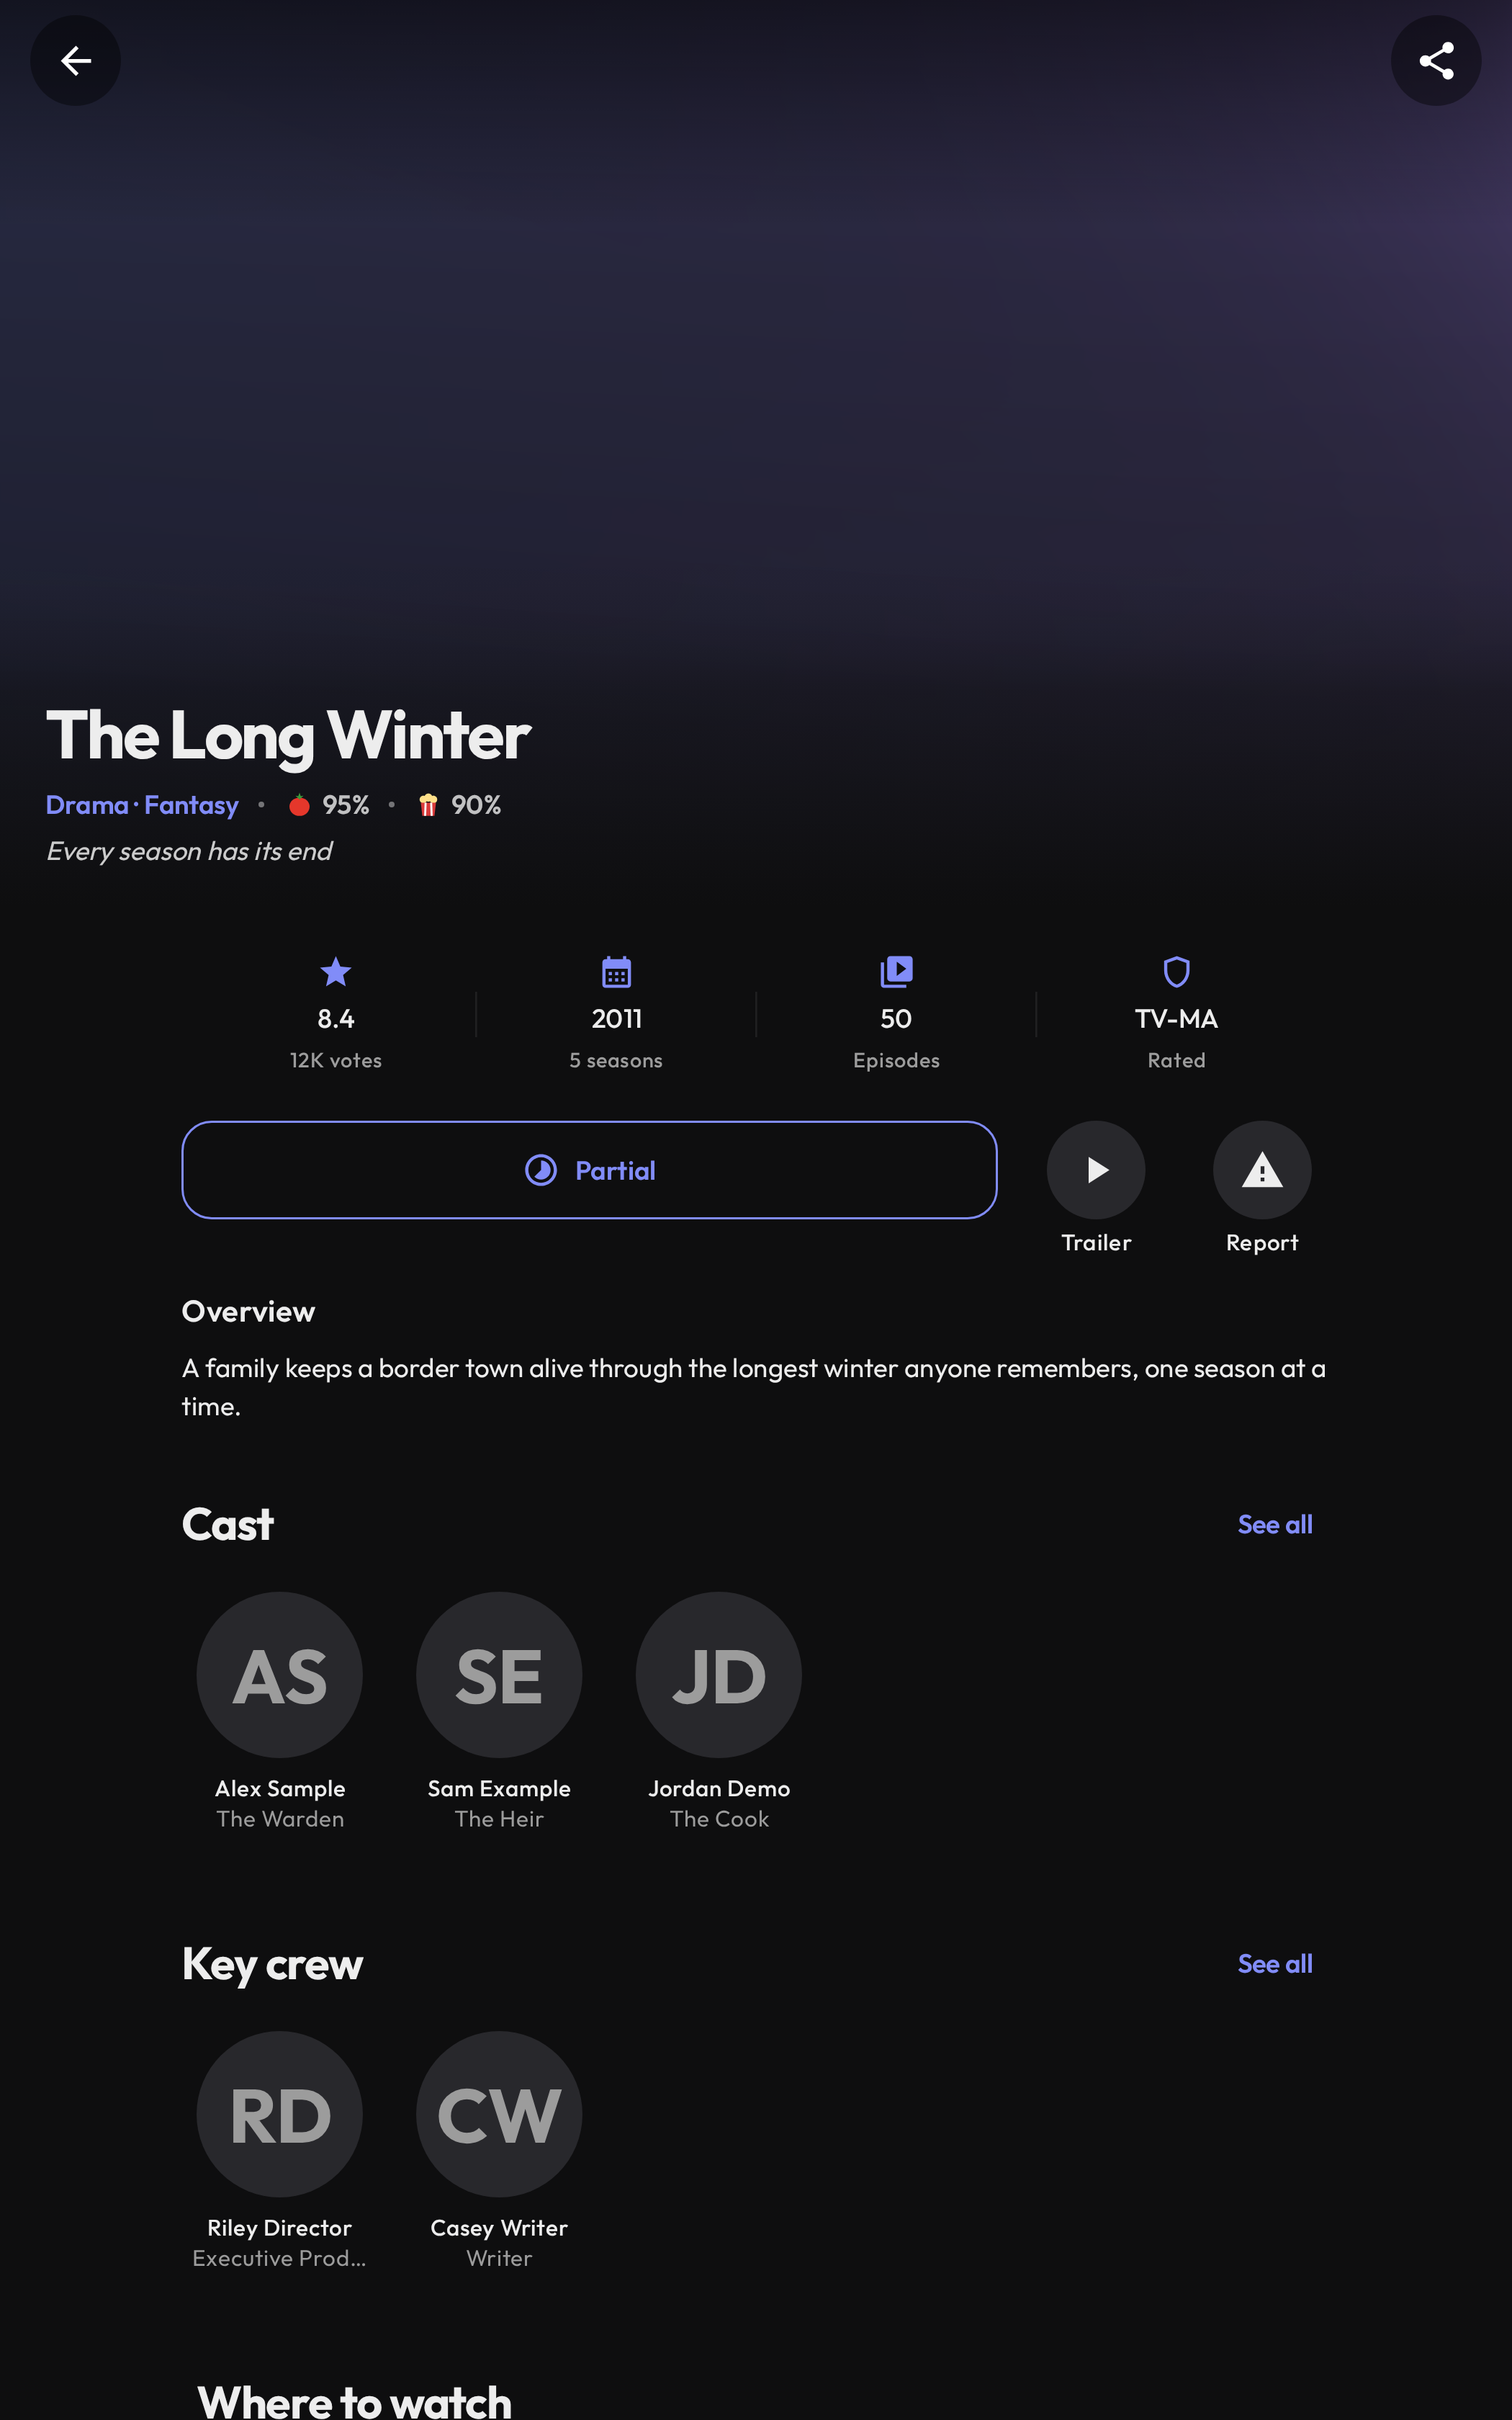 The Long Winter
Drama · Fantasy • 95% • 90%
Every season has its end
8.4
12K votes
2011
5 seasons
50
Episodes
TV-MA
Rated
Partial
Trailer
Report
Overview
A family keeps a border town alive through the longest winter anyone remembers, one season at a
time.
Cast
See all
AS
SE
JD
Alex Sample
The Warden
Sam Example
The Heir
Jordan Demo
The Cook
Key crew
See all
RD
CW
Riley Director
Executive Prod...
Casey Writer
Writer
Where to watch